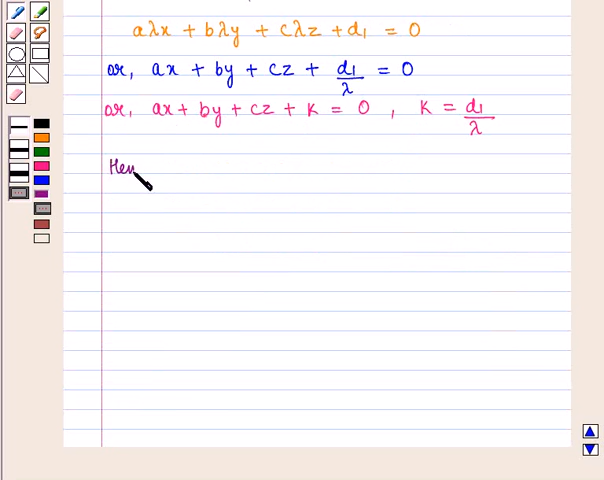 aλx + bλy + cλz + d₁ = 0
or, ax + by + cz + d₁/λ = 0
or, ax + by + cz + K = 0 , K = d₁/λ
Hen